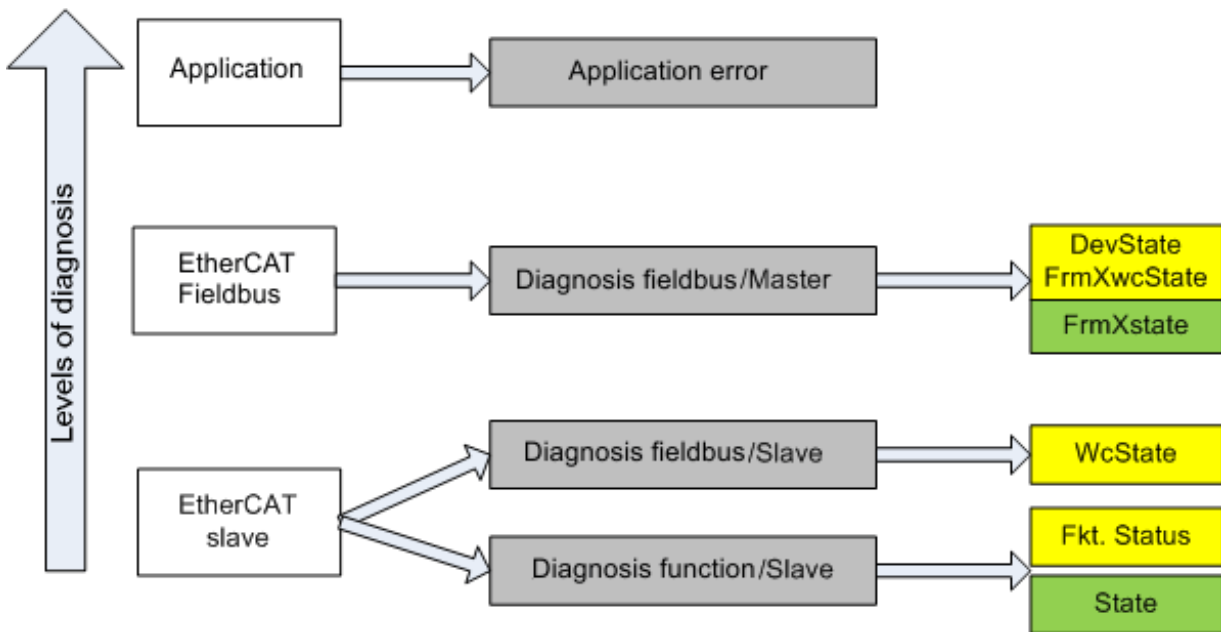 Levels of diagnosis
Application
Application error
EtherCAT
Fieldbus
Diagnosis fieldbus/Master
DevState
FrmXwcState
FrmXstate
EtherCAT
slave
Diagnosis fieldbus/Slave
WcState
Diagnosis function/Slave
Fkt. Status
State